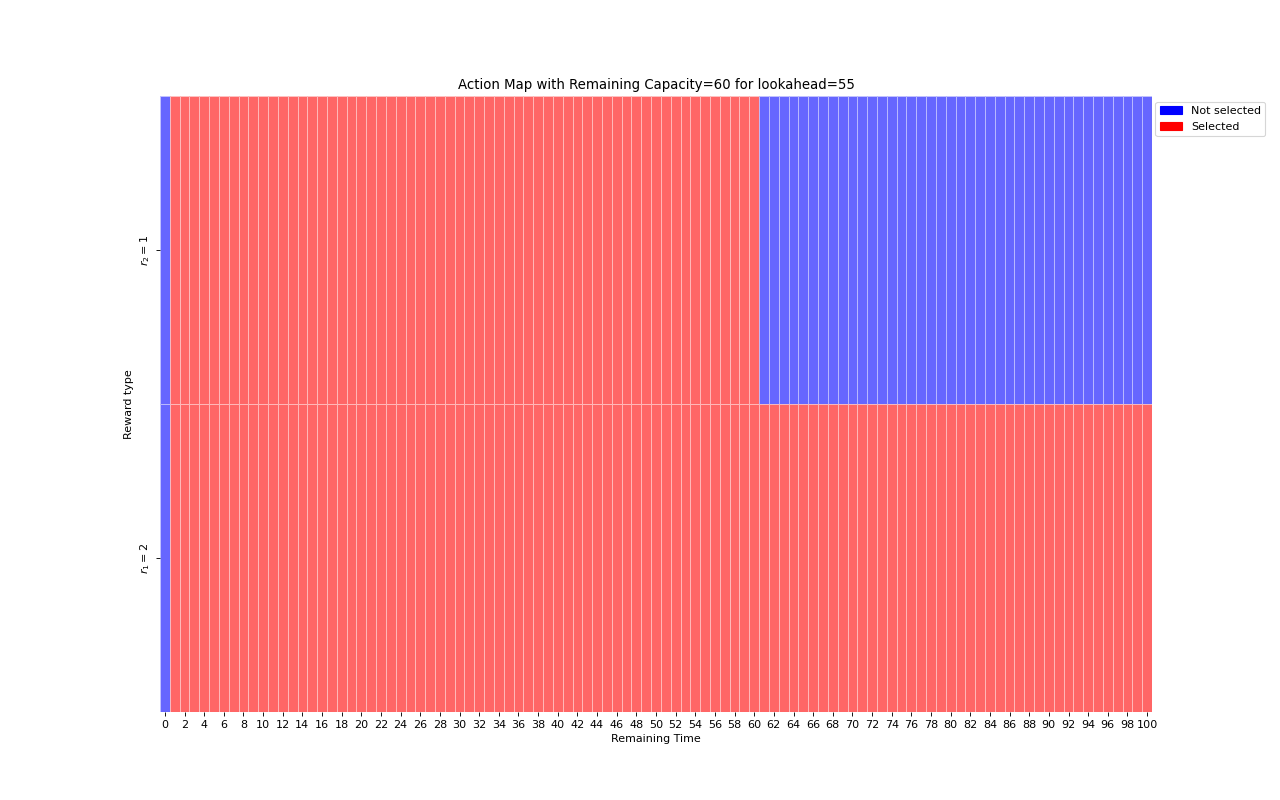 Action Map with Remaining Capacity=60 for lookahead=55
Not selected
Selected
r₂ = 1
Reward type
r₁ = 2
0 2 4 6 8 10 12 14 16 18 20 22 24 26 28 30 32 34 36 38 40 42 44 46 48 50 52 54 56 58 60 62 64 66 68 70 72 74 76 78 80 82 84 86 88 90 92 94 96 98 100
Remaining Time